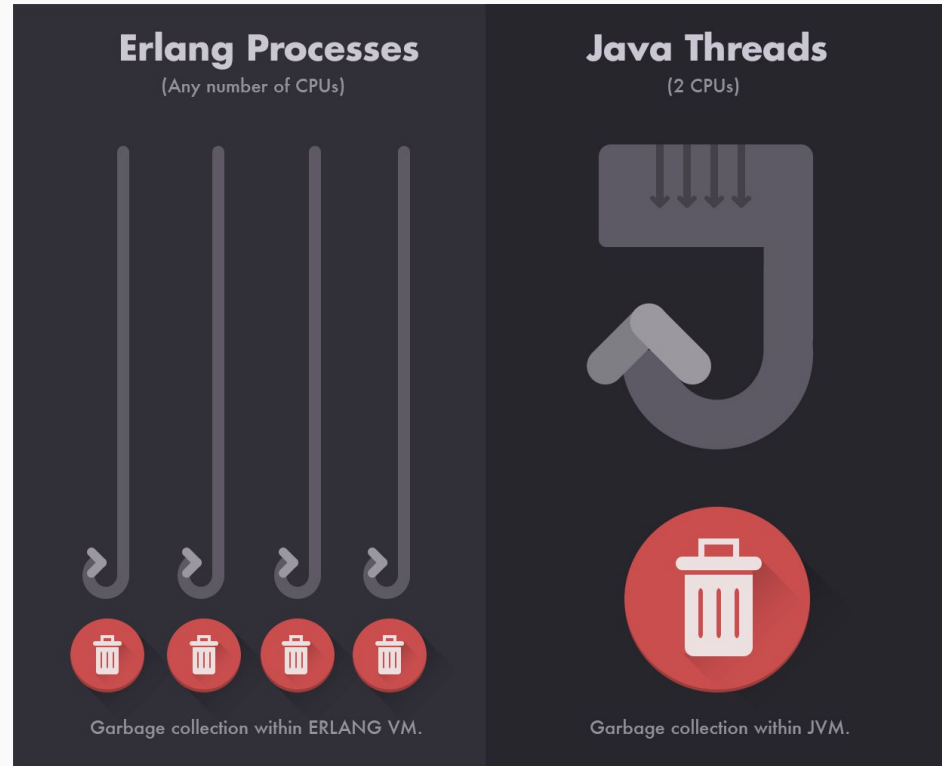 Erlang Processes
(Any number of CPUs)
Garbage collection within ERLANG VM.
Java Threads
(2 CPUs)
Garbage collection within JVM.